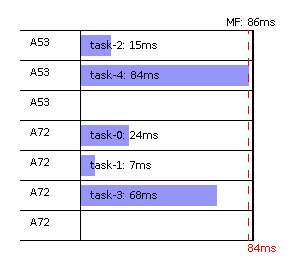 MF: 86ms
A53 task-2: 15ms
A53 task-4: 84ms
A53
A72 task-0: 24ms
A72 task-1: 7ms
A72 task-3: 68ms
A72
84ms